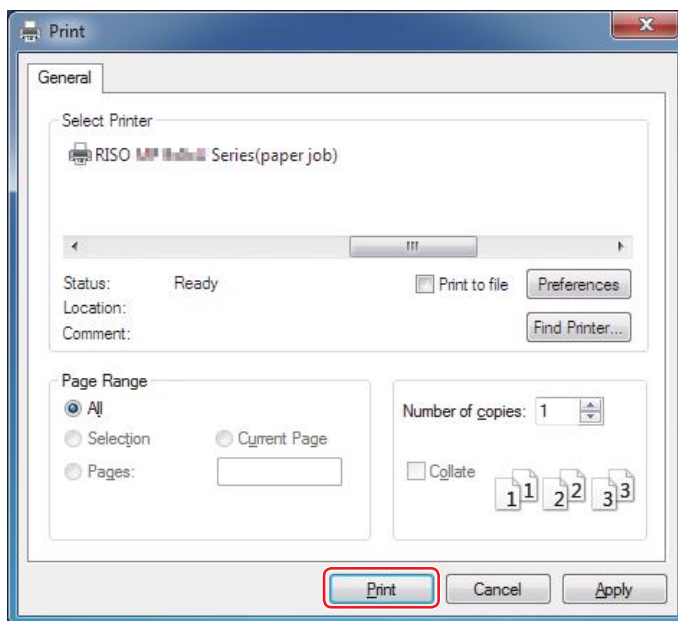 Print
General
Select Printer
RISO Series(paper job)
Status: Ready
Print to file
Preferences
Location:
Comment:
Find Printer...
Page Range
All
Selection
Current Page
Pages:
Number of copies: 1
Collate
1 1 2 2 3 3
Print
Cancel
Apply